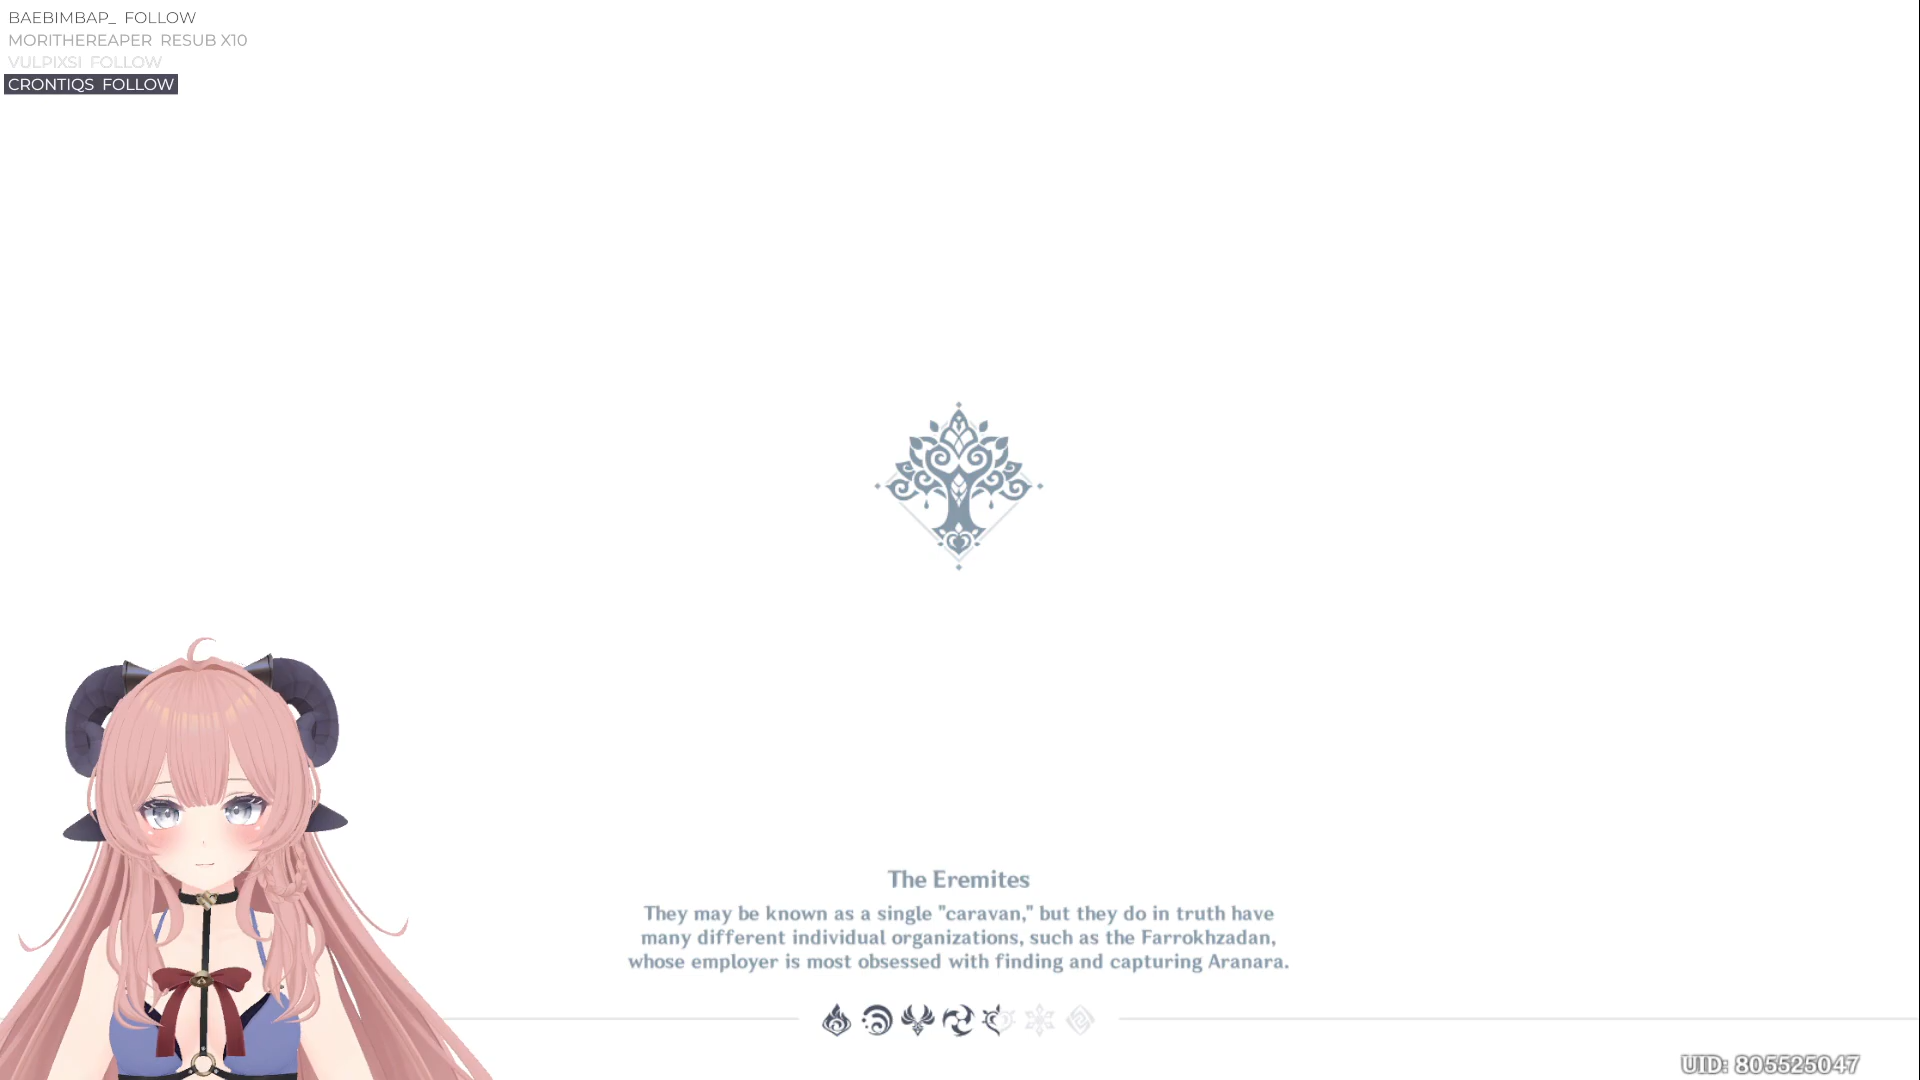 BAEBIMBAP_ FOLLOW
MORITHEREAPER RESUB X10
VULPIXSI FOLLOW
CRONTIQS FOLLOW
The Eremites
They may be known as a single "caravan," but they do in truth have
many different individual organizations, such as the Farrokhzadan,
whose employer is most obsessed with finding and capturing Aranara.
UID: 805525047